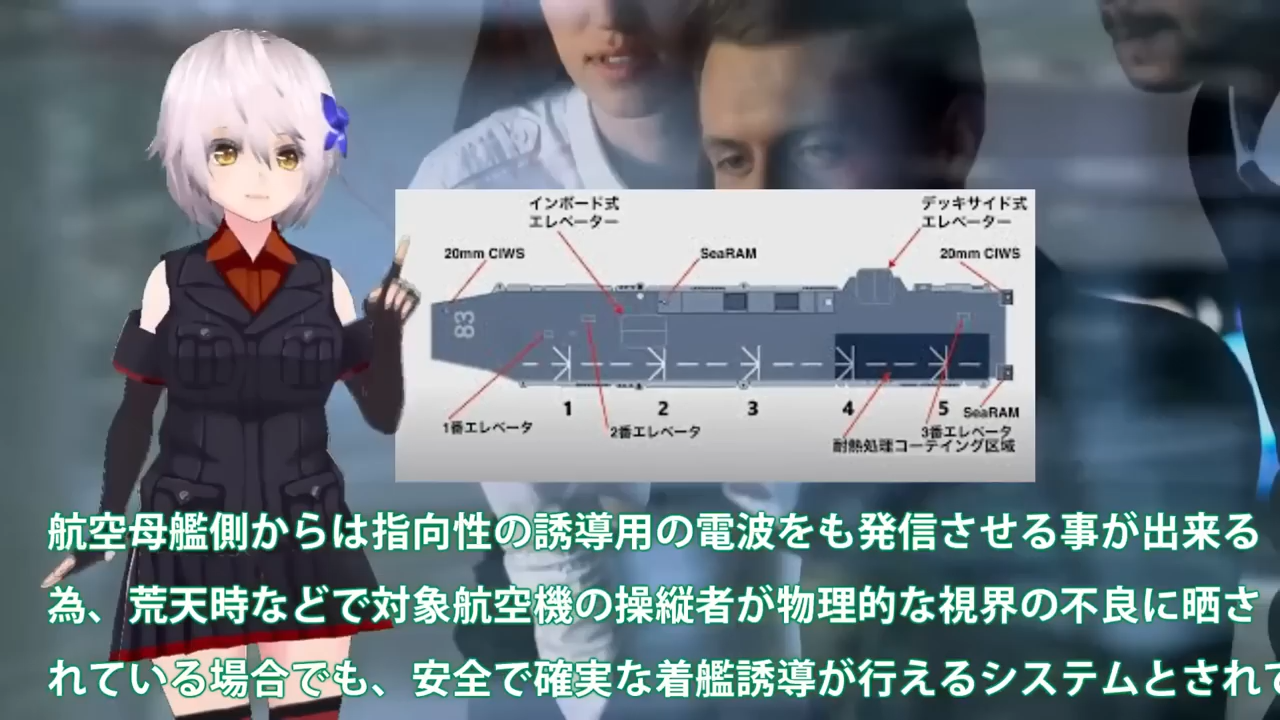 インボード式
エレベーター
デッキサイド式
エレベーター
20mm CIWS
SeaRAM
20mm CIWS
83
1
2
3
4
5
SeaRAM
1番エレベータ
2番エレベータ
3番エレベータ
耐熱処理コーティング区域
航空母艦側からは指向性の誘導用の電波をも発信させる事が出来る
為、荒天時などで対象航空機の操縦者が物理的な視界の不良に晒さ
れている場合でも、安全で確実な着艦誘導が行えるシステムとされて